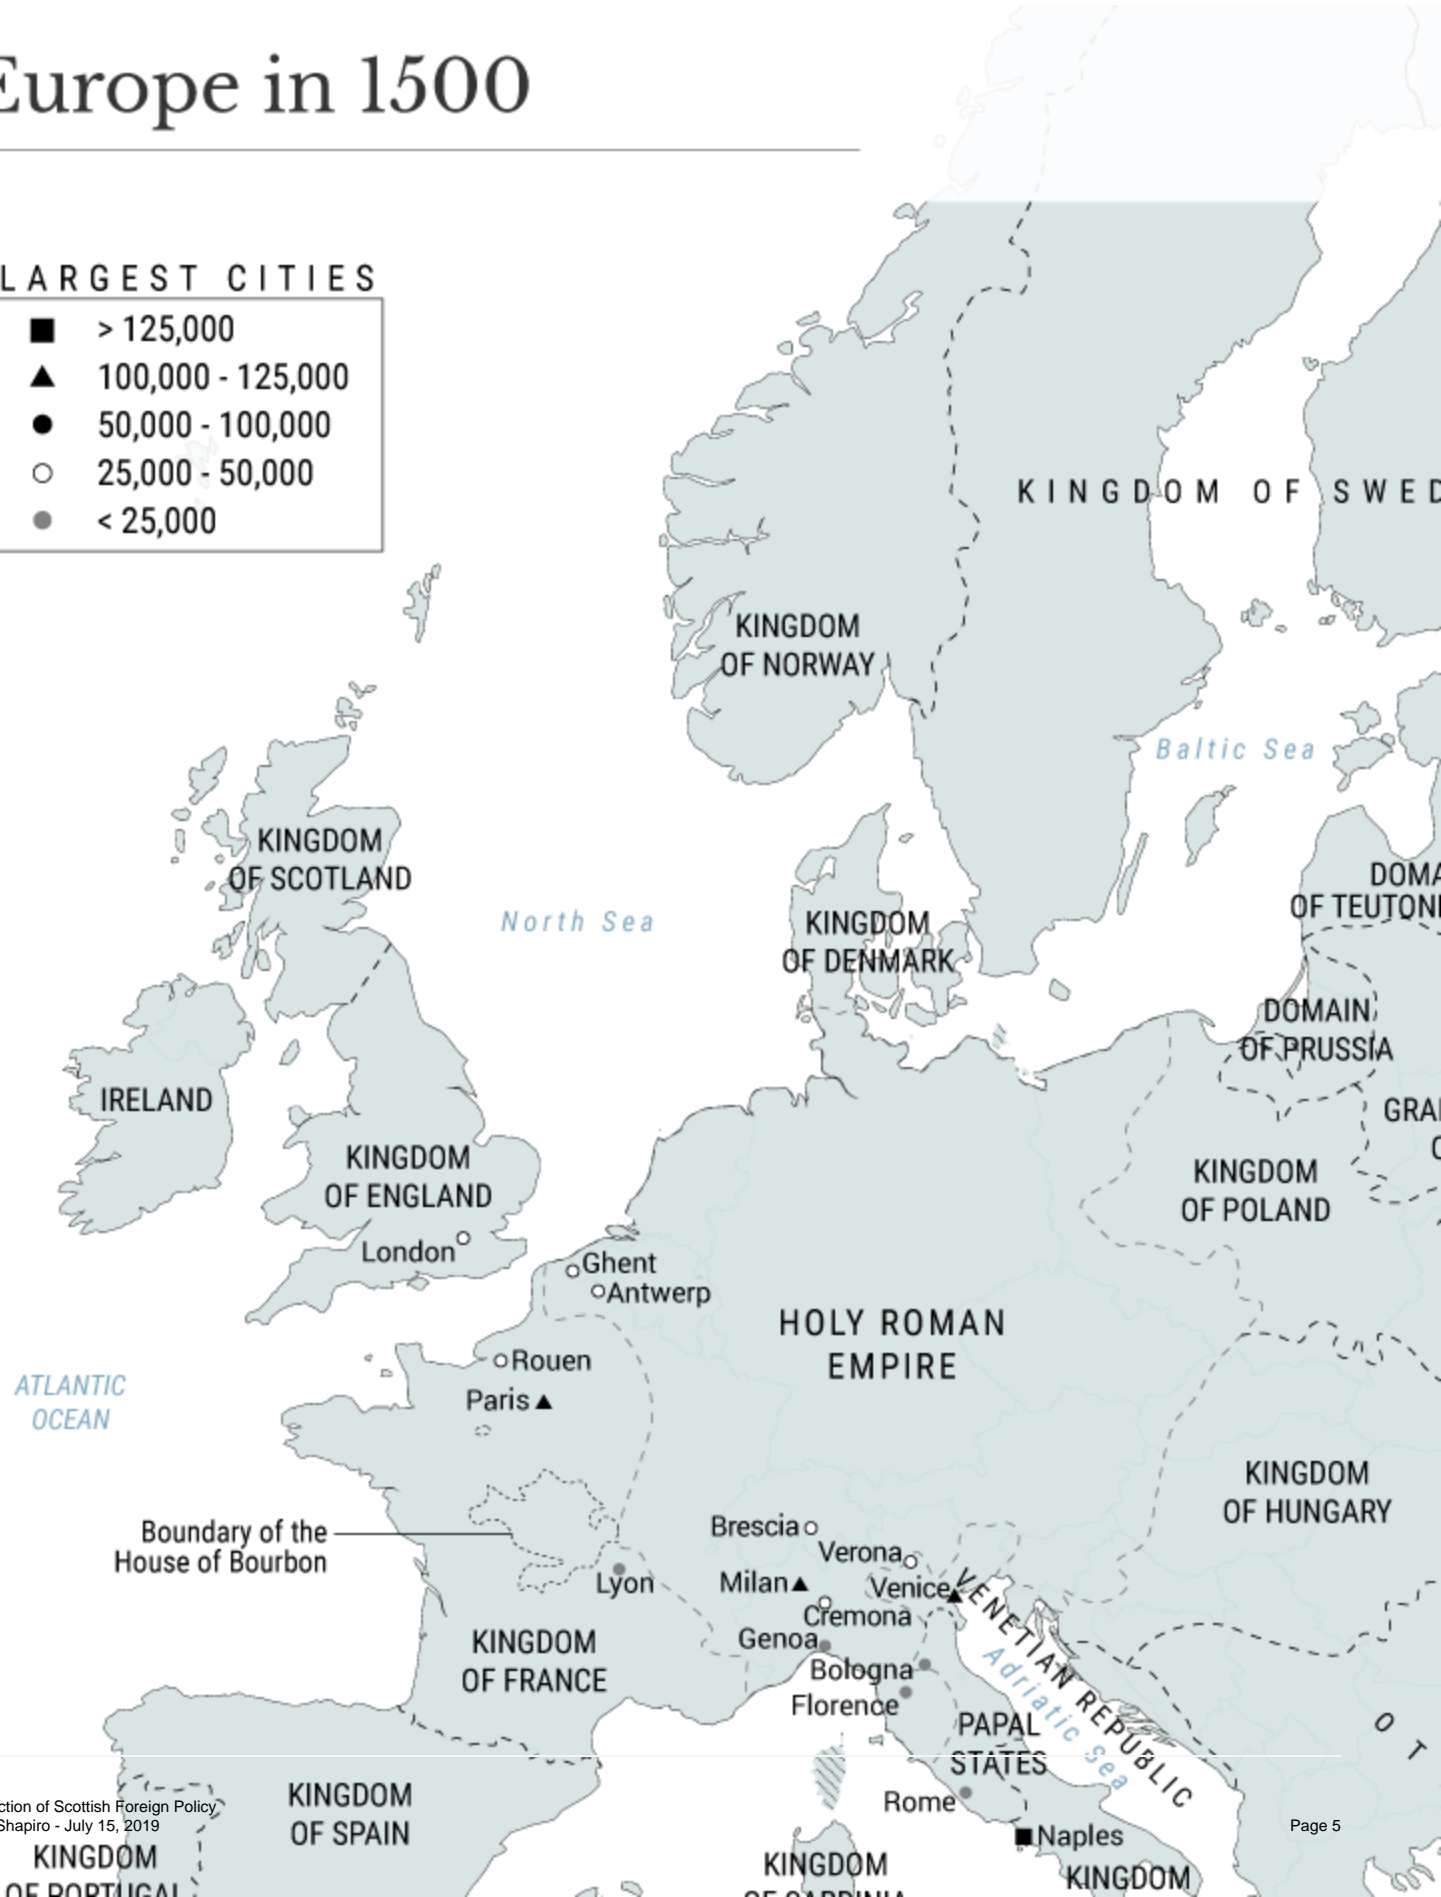 Europe in 1500
LARGEST CITIES
> 125,000
100,000 - 125,000
50,000 - 100,000
25,000 - 50,000
< 25,000
KINGDOM OF SWED
KINGDOM
OF NORWAY
Baltic Sea
KINGDOM
OF SCOTLAND
North Sea
KINGDOM
OF DENMARK
DOMA
OF TEUTONI
DOMAIN
OF PRUSSIA
IRELAND
GRA
KINGDOM
OF ENGLAND
KINGDOM
OF POLAND
London
Ghent
Antwerp
HOLY ROMAN
EMPIRE
Rouen
Paris
ATLANTIC
OCEAN
KINGDOM
OF HUNGARY
Boundary of the
House of Bourbon
Brescia
Verona
Lyon
Milan
Venice
Cremona
VENETIAN REPUBLIC
Adriatic Sea
Genoa
KINGDOM
OF FRANCE
Bologna
Florence
PAPAL
STATES
O T
KINGDOM
OF SPAIN
Rome
ction of Scottish Foreign Policy
Shapiro - July 15, 2019
Page 5
Naples
KINGDOM
OF PORTUGAL
KINGDOM
OF SARDINIA
KINGDOM